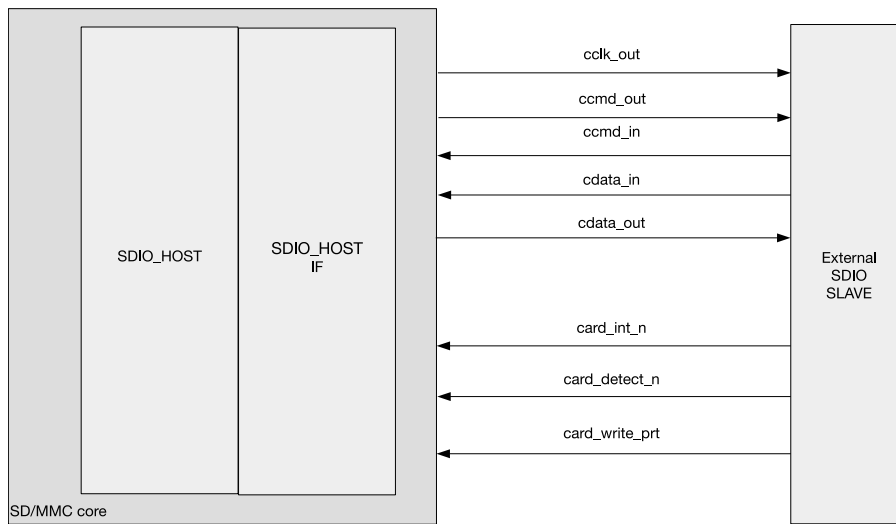 cclk_out
ccmd_out
ccmd_in
cdata_in
cdata_out
SDIO_HOST
SDIO_HOST
IF
External
SDIO
SLAVE
card_int_n
card_detect_n
card_write_prt
SD/MMC core